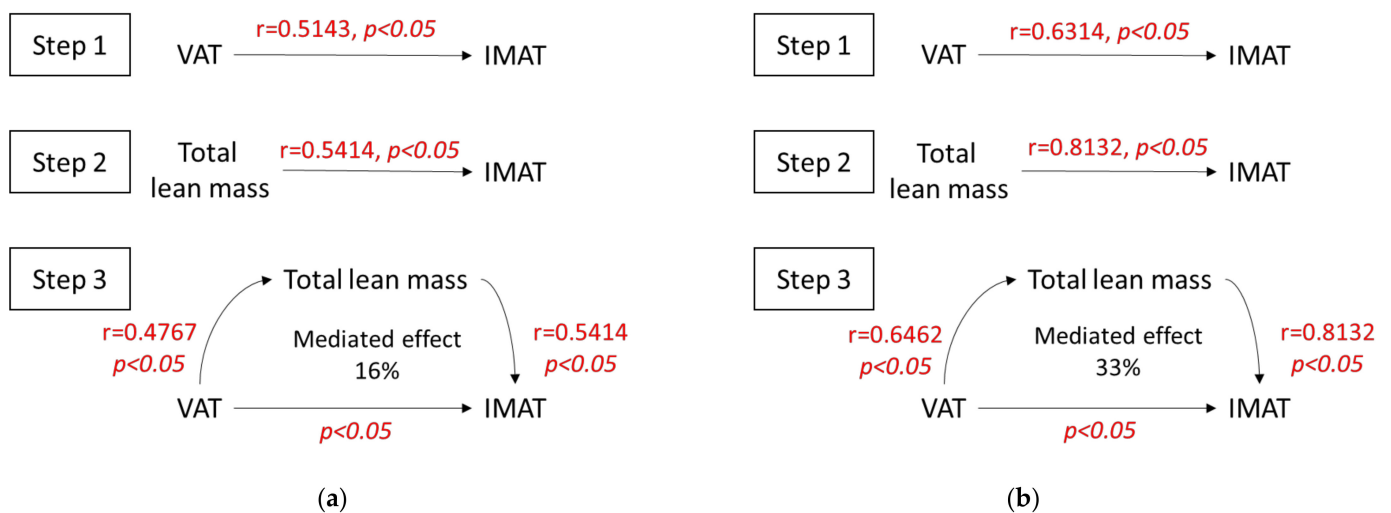 Step 1
VAT
r=0.5143, p<0.05
IMAT
Step 2
Total
lean mass
r=0.5414, p<0.05
IMAT
Step 3
Total lean mass
r=0.4767
p<0.05
Mediated effect
16%
r=0.5414
p<0.05
VAT
p<0.05
IMAT
(a)
Step 1
VAT
r=0.6314, p<0.05
IMAT
Step 2
Total
lean mass
r=0.8132, p<0.05
IMAT
Step 3
Total lean mass
r=0.6462
p<0.05
Mediated effect
33%
r=0.8132
p<0.05
VAT
p<0.05
IMAT
(b)